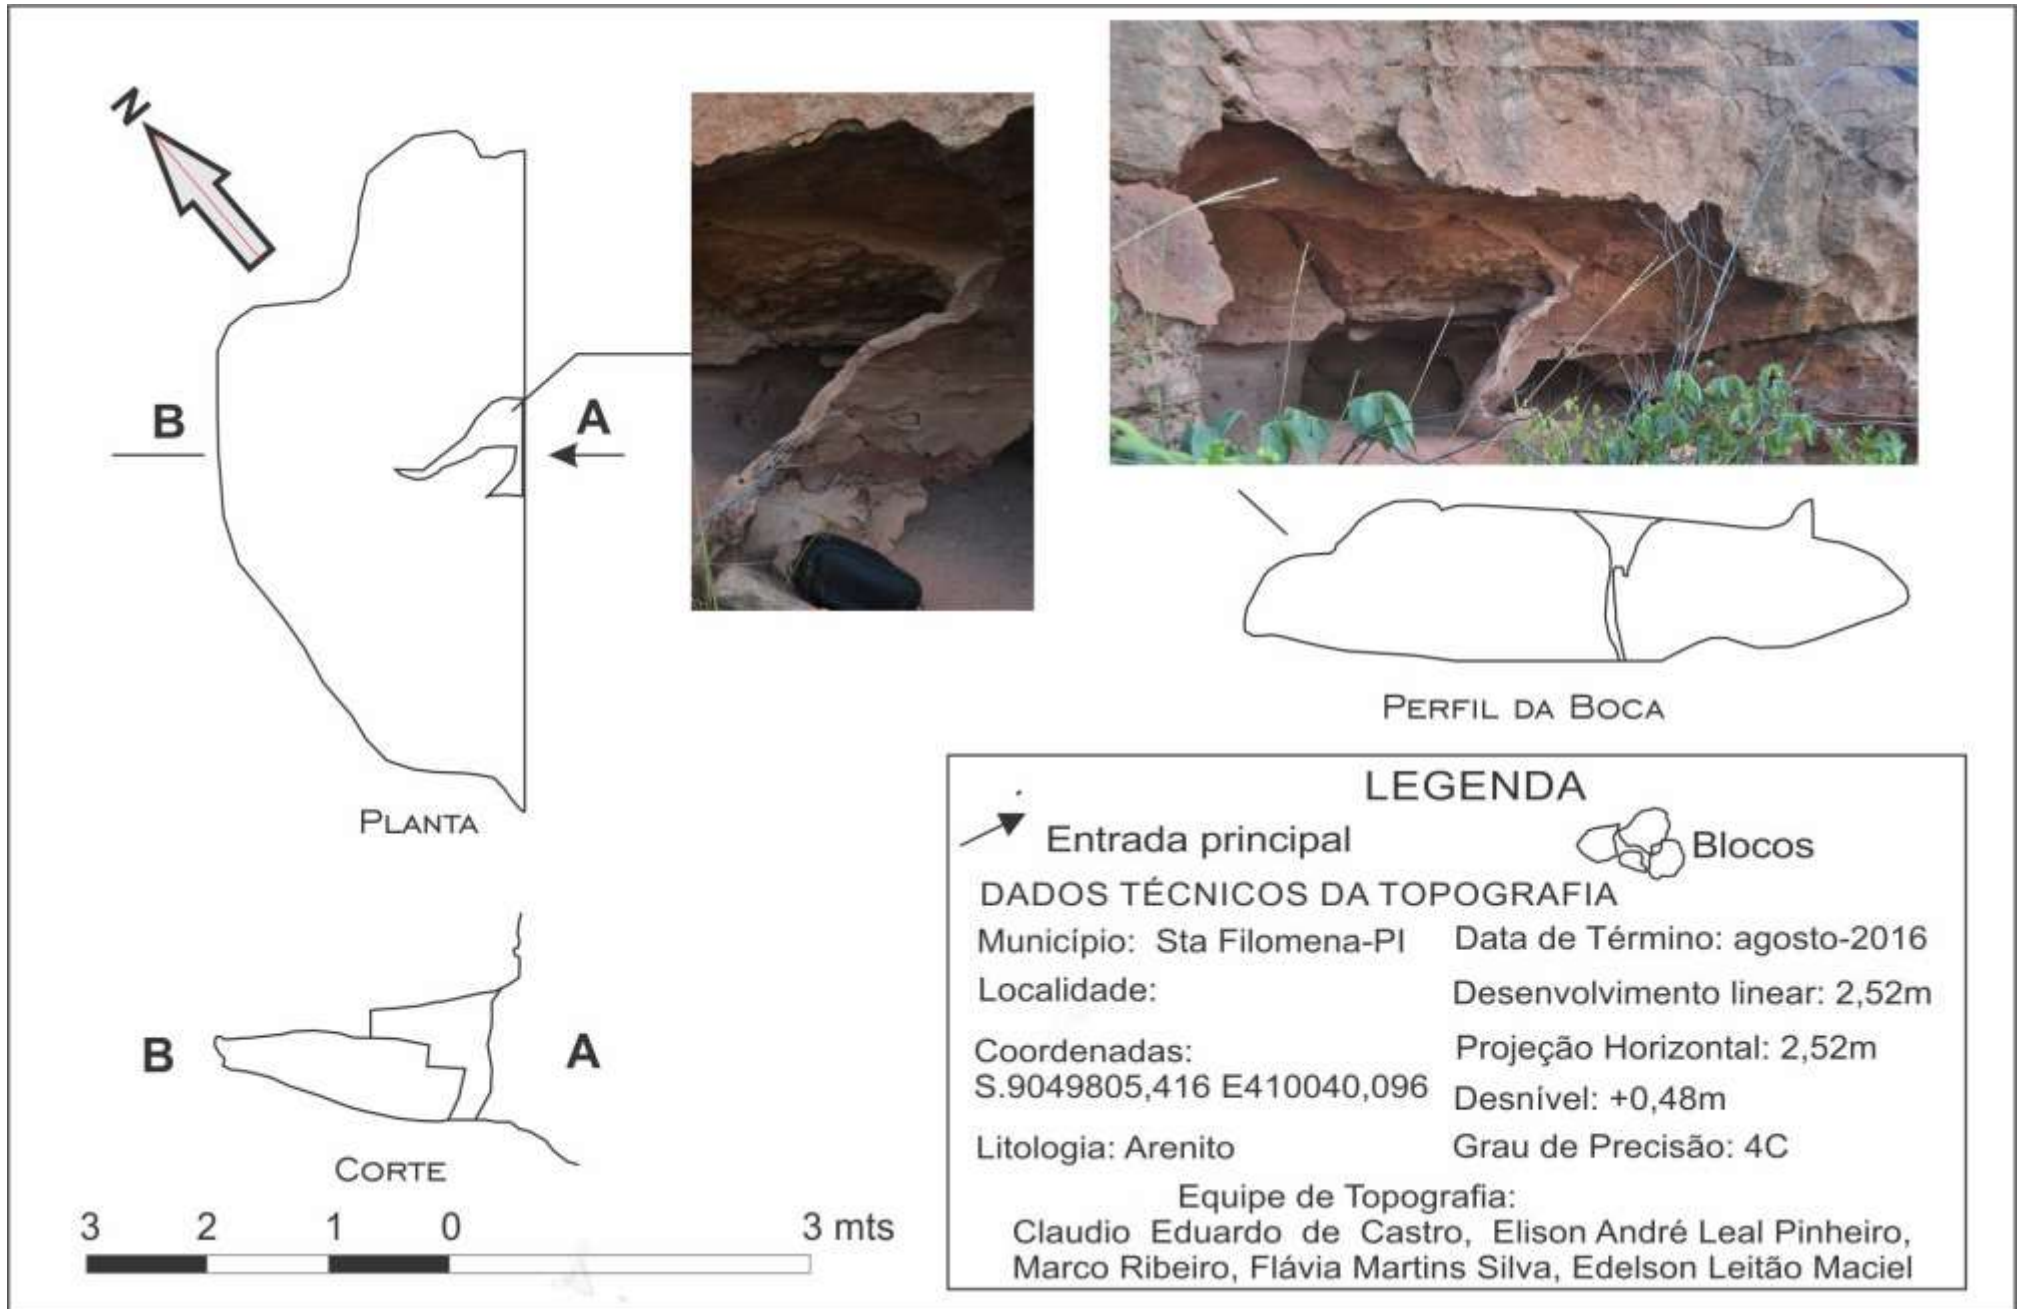 N
B
A
PLANTA
PERFIL DA BOCA
B
A
CORTE
3 2 1 0 3 mts
LEGENDA
Entrada principal
Blocos
DADOS TÉCNICOS DA TOPOGRAFIA
Município: Sta Filomena-PI
Data de Término: agosto-2016
Localidade:
Desenvolvimento linear: 2,52m
Coordenadas:
S.9049805,416 E410040,096
Projeção Horizontal: 2,52m
Desnível: +0,48m
Litologia: Arenito
Grau de Precisão: 4C
Equipe de Topografia:
Claudio Eduardo de Castro, Elison André Leal Pinheiro,
Marco Ribeiro, Flávia Martins Silva, Edelson Leitão Maciel